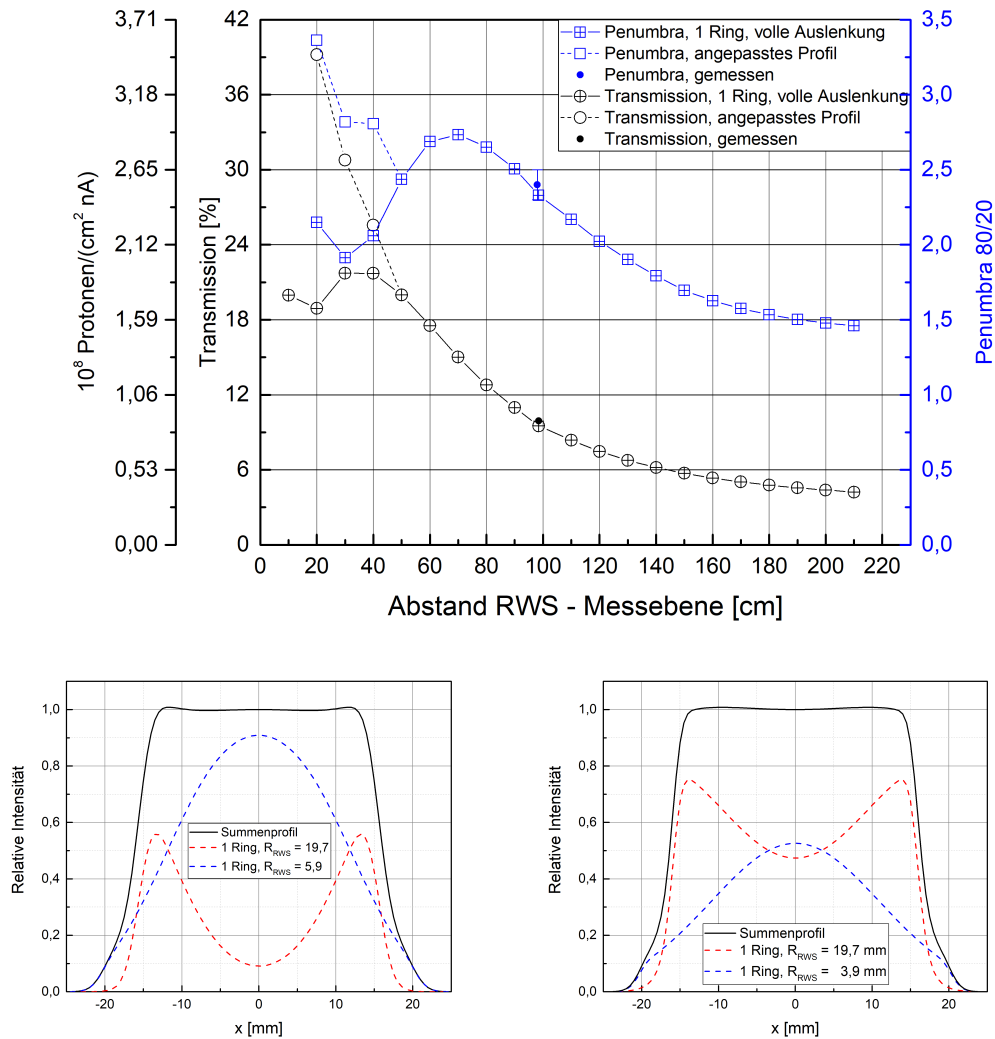 3,71
3,18
2,65
2,12
1,59
1,06
0,53
0,00
10⁸ Protonen/(cm² nA)
42
36
30
24
18
12
6
0
Transmission [%]
Penumbra, 1 Ring, volle Auslenkung
Penumbra, angepasstes Profil
Penumbra, gemessen
Transmission, 1 Ring, volle Auslenkung
Transmission, angepasstes Profil
Transmission, gemessen
3,5
3,0
2,5
2,0
1,5
1,0
0,5
0,0
Penumbra 80/20
0 20 40 60 80 100 120 140 160 180 200 220
Abstand RWS - Messebene [cm]
1,0
0,8
0,6
0,4
0,2
0,0
Relative Intensität
Summenprofil
1 Ring, R_RWS = 19,7
1 Ring, R_RWS = 5,9
-20 -10 0 10 20
x [mm]
1,0
0,8
0,6
0,4
0,2
0,0
Relative Intensität
Summenprofil
1 Ring, R_RWS = 19,7 mm
1 Ring, R_RWS = 3,9 mm
-20 -10 0 10 20
x [mm]